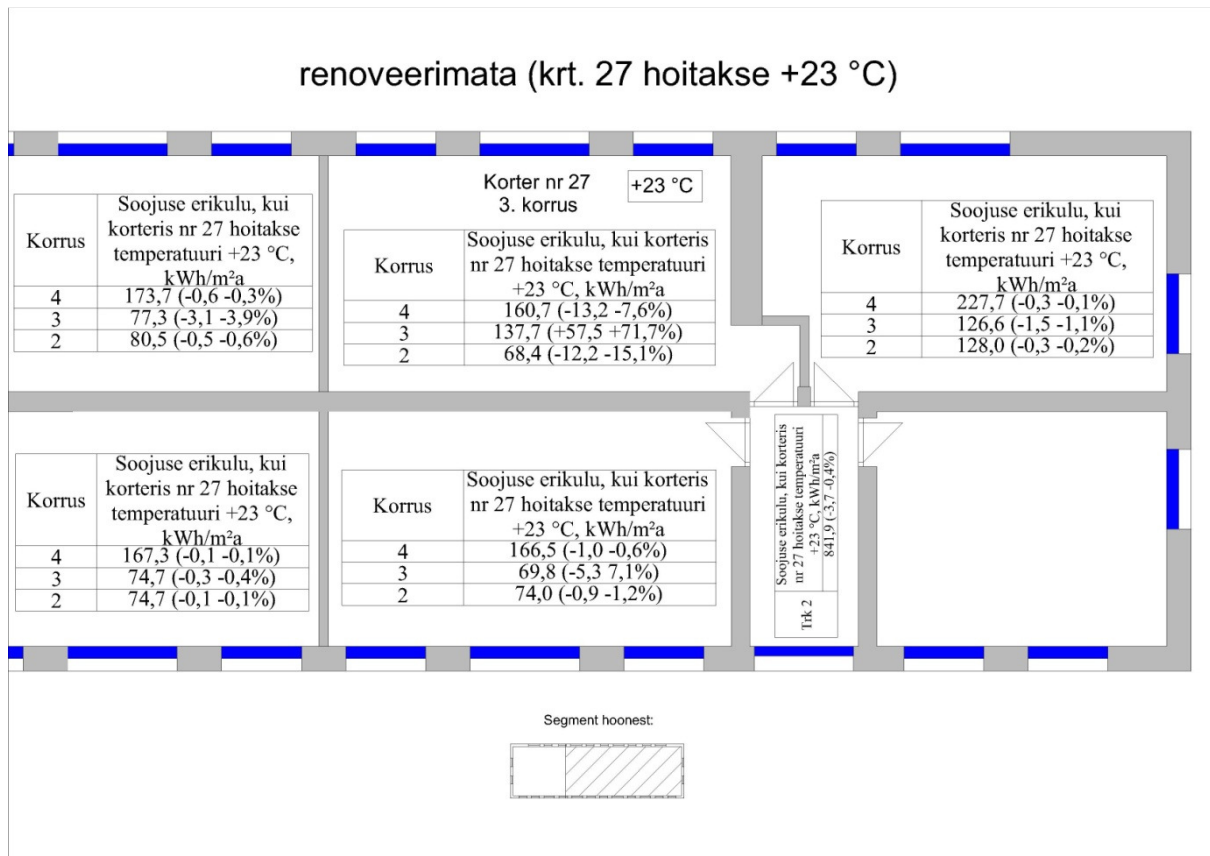 renoveerimata (krt. 27 hoitakse +23 °C)
Korrus
Soojuse erikulu, kui
korteris nr 27 hoitakse
temperatuuri +23 °C,
kWh/m²a
4 173,7 (-0,6 -0,3%)
3 77,3 (-3,1 -3,9%)
2 80,5 (-0,5 -0,6%)
Korter nr 27
3. korrus
+23 °C
Korrus
Soojuse erikulu, kui korteris
nr 27 hoitakse temperatuuri
+23 °C, kWh/m²a
4 160,7 (-13,2 -7,6%)
3 137,7 (+57,5 +71,7%)
2 68,4 (-12,2 -15,1%)
Korrus
Soojuse erikulu, kui
korteris nr 27 hoitakse
temperatuuri +23 °C,
kWh/m²a
4 227,7 (-0,3 -0,1%)
3 126,6 (-1,5 -1,1%)
2 128,0 (-0,3 -0,2%)
Korrus
Soojuse erikulu, kui
korteris nr 27 hoitakse
temperatuuri +23 °C,
kWh/m²a
4 167,3 (-0,1 -0,1%)
3 74,7 (-0,3 -0,4%)
2 74,7 (-0,1 -0,1%)
Korrus
Soojuse erikulu, kui korteris
nr 27 hoitakse temperatuuri
+23 °C, kWh/m²a
4 166,5 (-1,0 -0,6%)
3 69,8 (-5,3 7,1%)
2 74,0 (-0,9 -1,2%)
Trk 2
Soojuse erikulu, kui korteris
nr 27 hoitakse temperatuuri
+23 °C, kWh/m²a
841,9 (-3,7 -0,4%)
Segment hoonest: